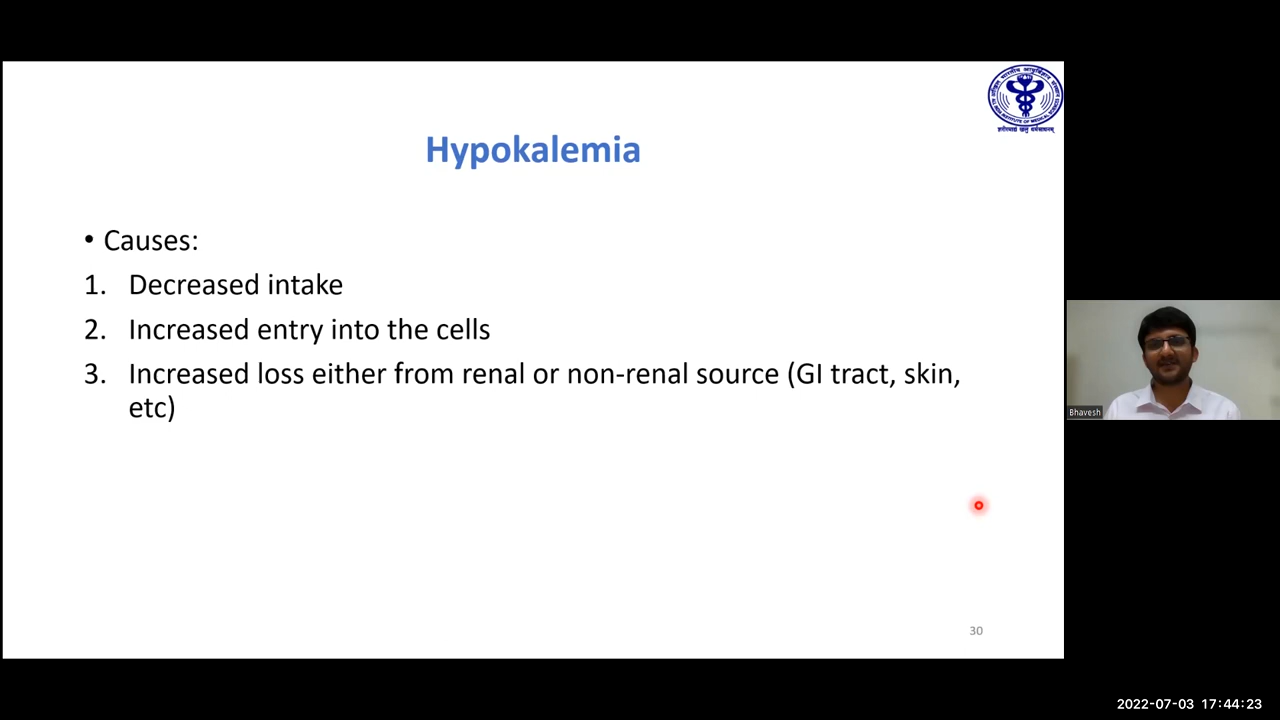 Hypokalemia
• Causes:
1. Decreased intake
2. Increased entry into the cells
3. Increased loss either from renal or non-renal source (GI tract, skin,
etc)
Bhavesh
30
2022-07-03 17:44:23